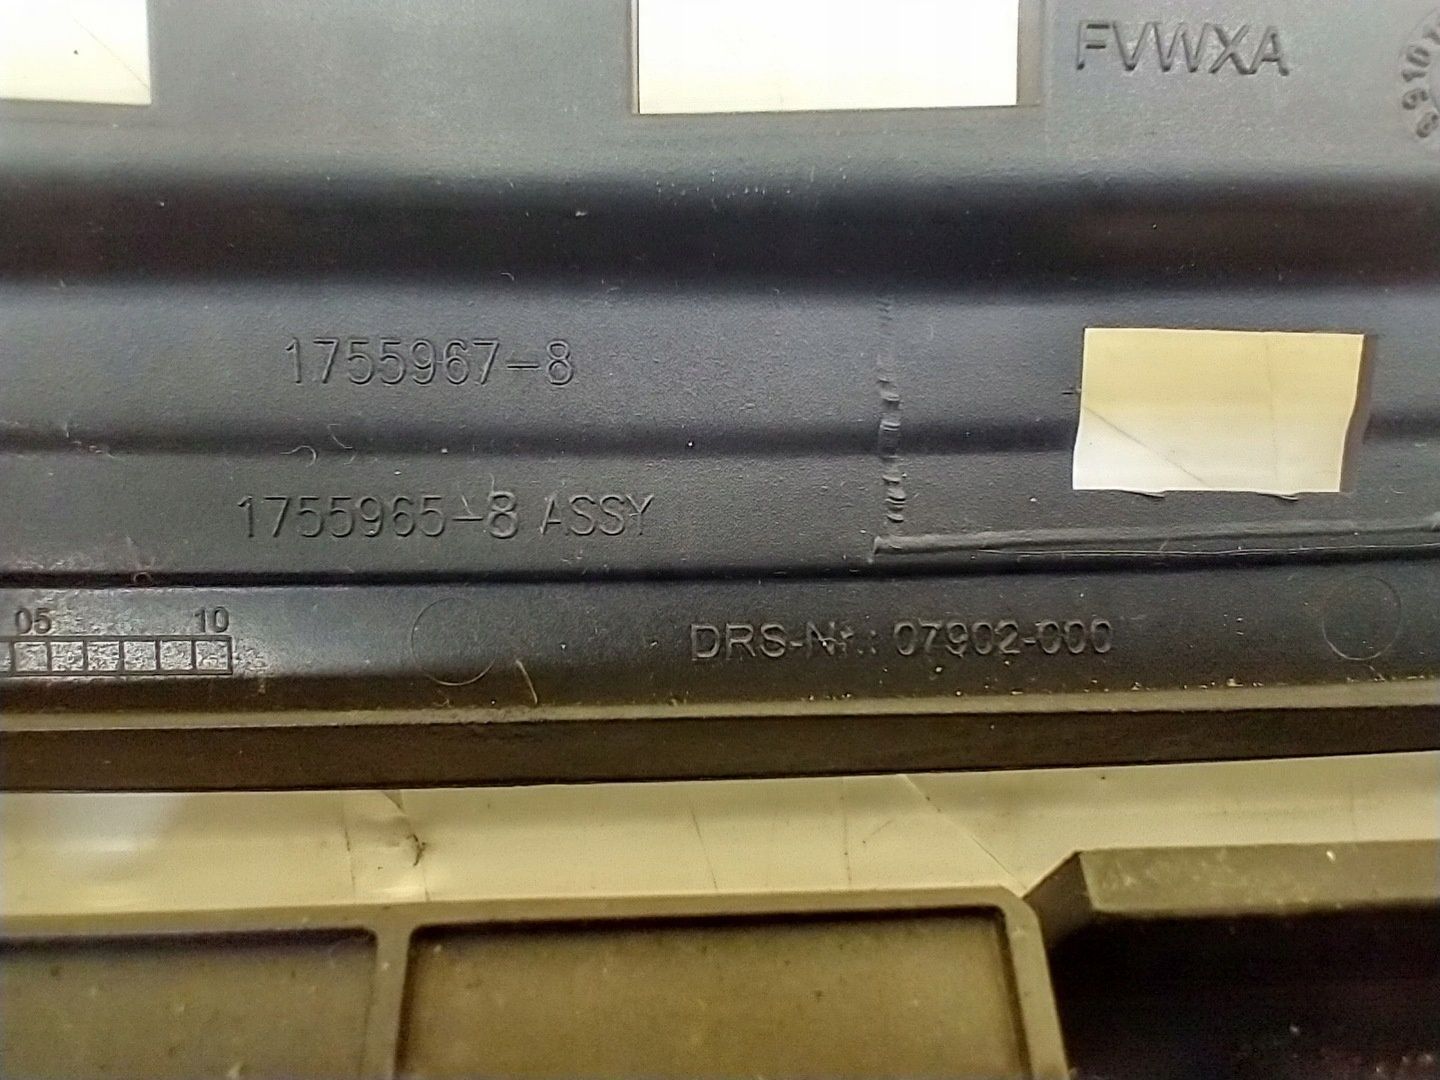 FVWXA
1755967-8
1755965-8 ASSY
05 10
DRS-Nr.: 07902-000